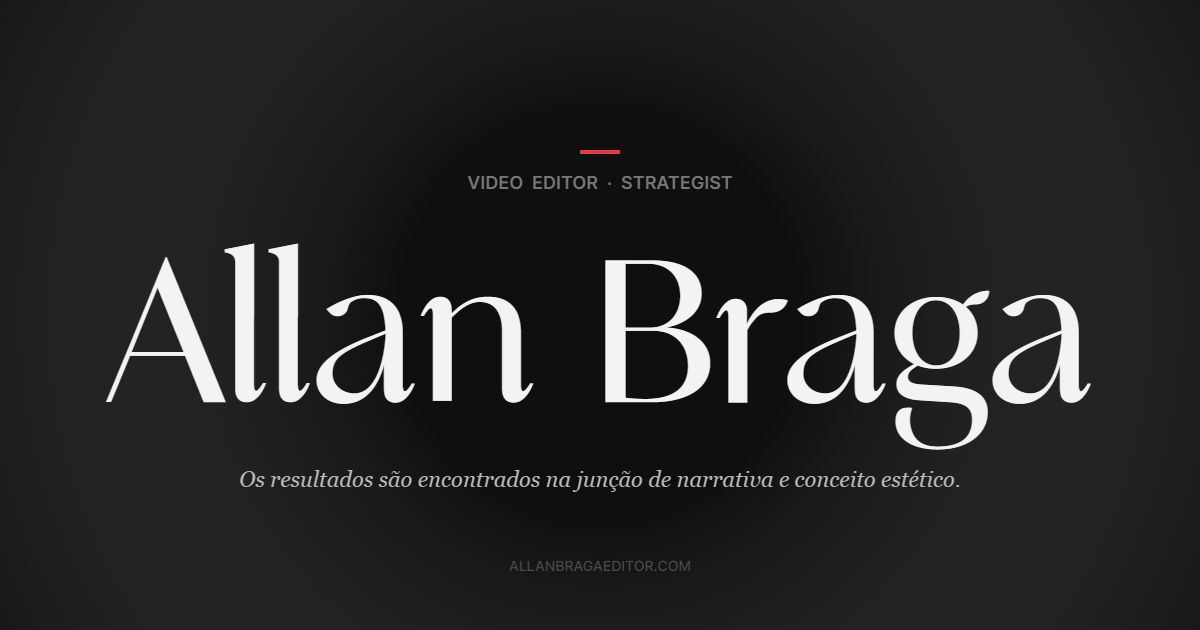 VIDEO EDITOR · STRATEGIST
Allan Braga
Os resultados são encontrados na junção de narrativa e conceito estético.
ALLANBRAGAEDITOR.COM